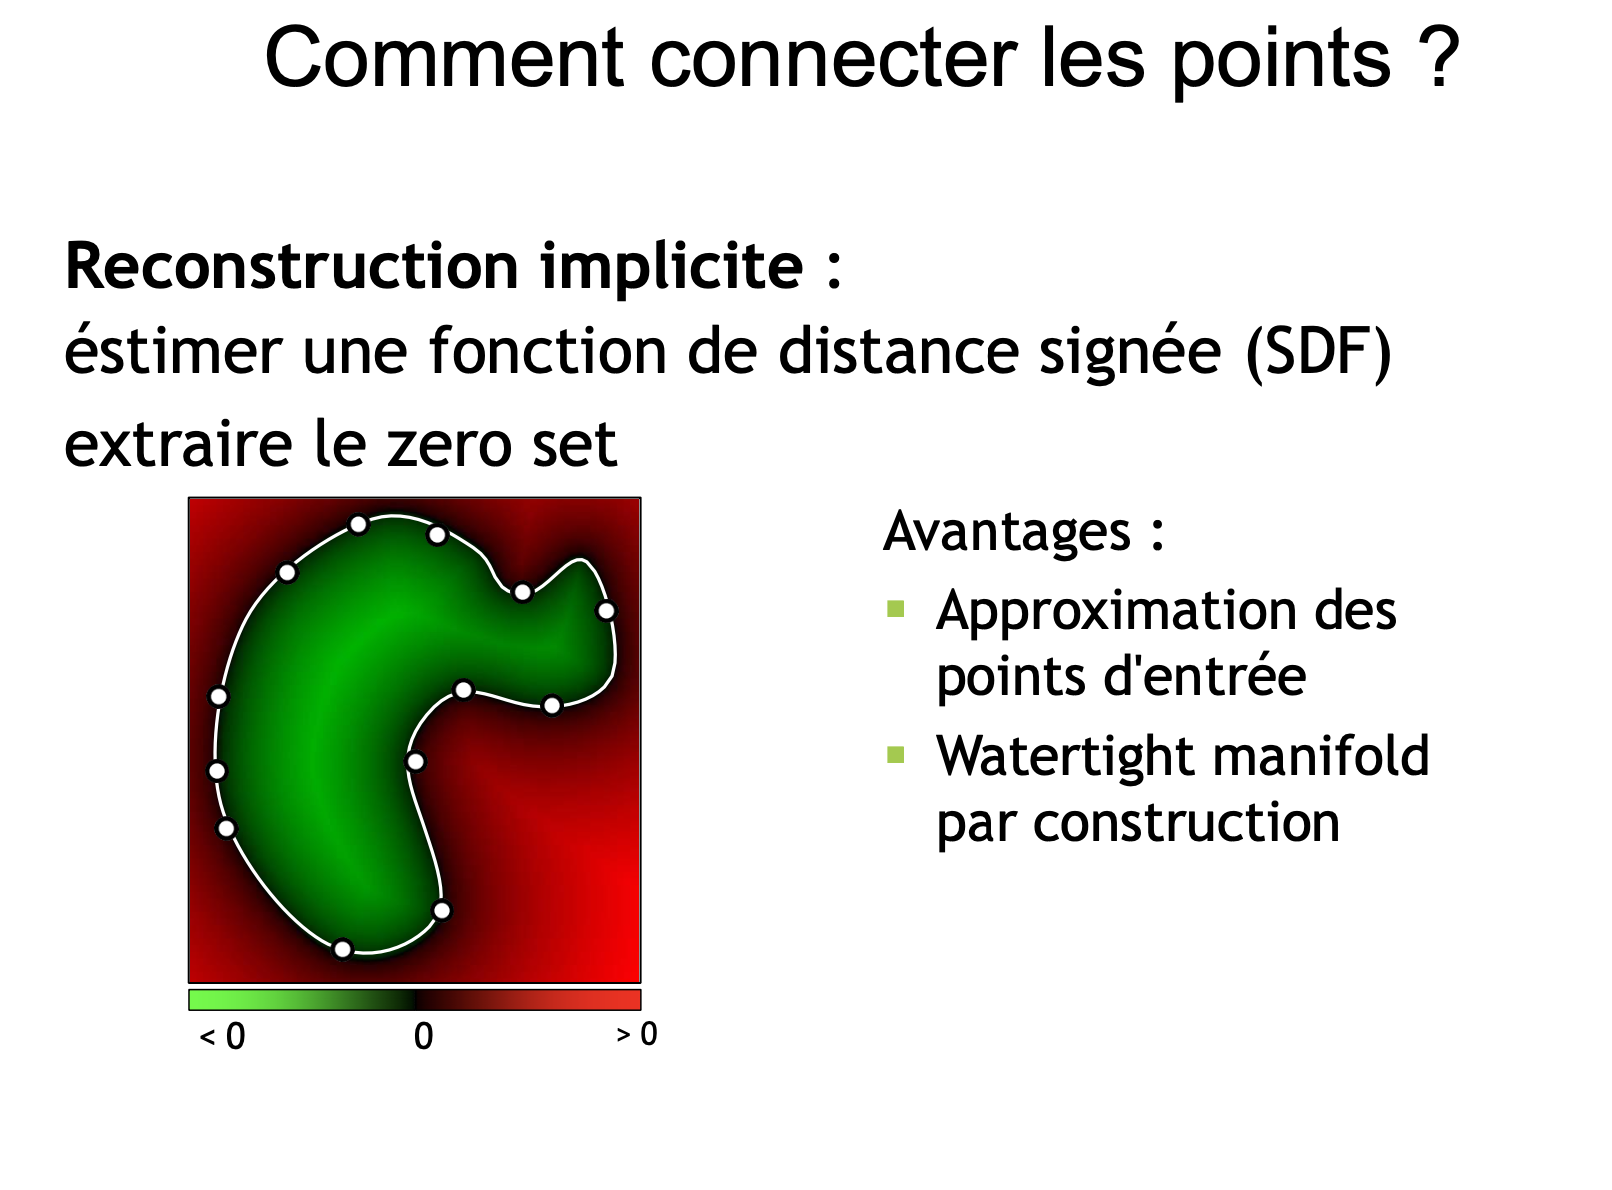 Comment connecter les points ?
Reconstruction implicite :
éstimer une fonction de distance signée (SDF)
extraire le zero set
Avantages :
Approximation des
points d'entrée
Watertight manifold
par construction
< 0
0
> 0